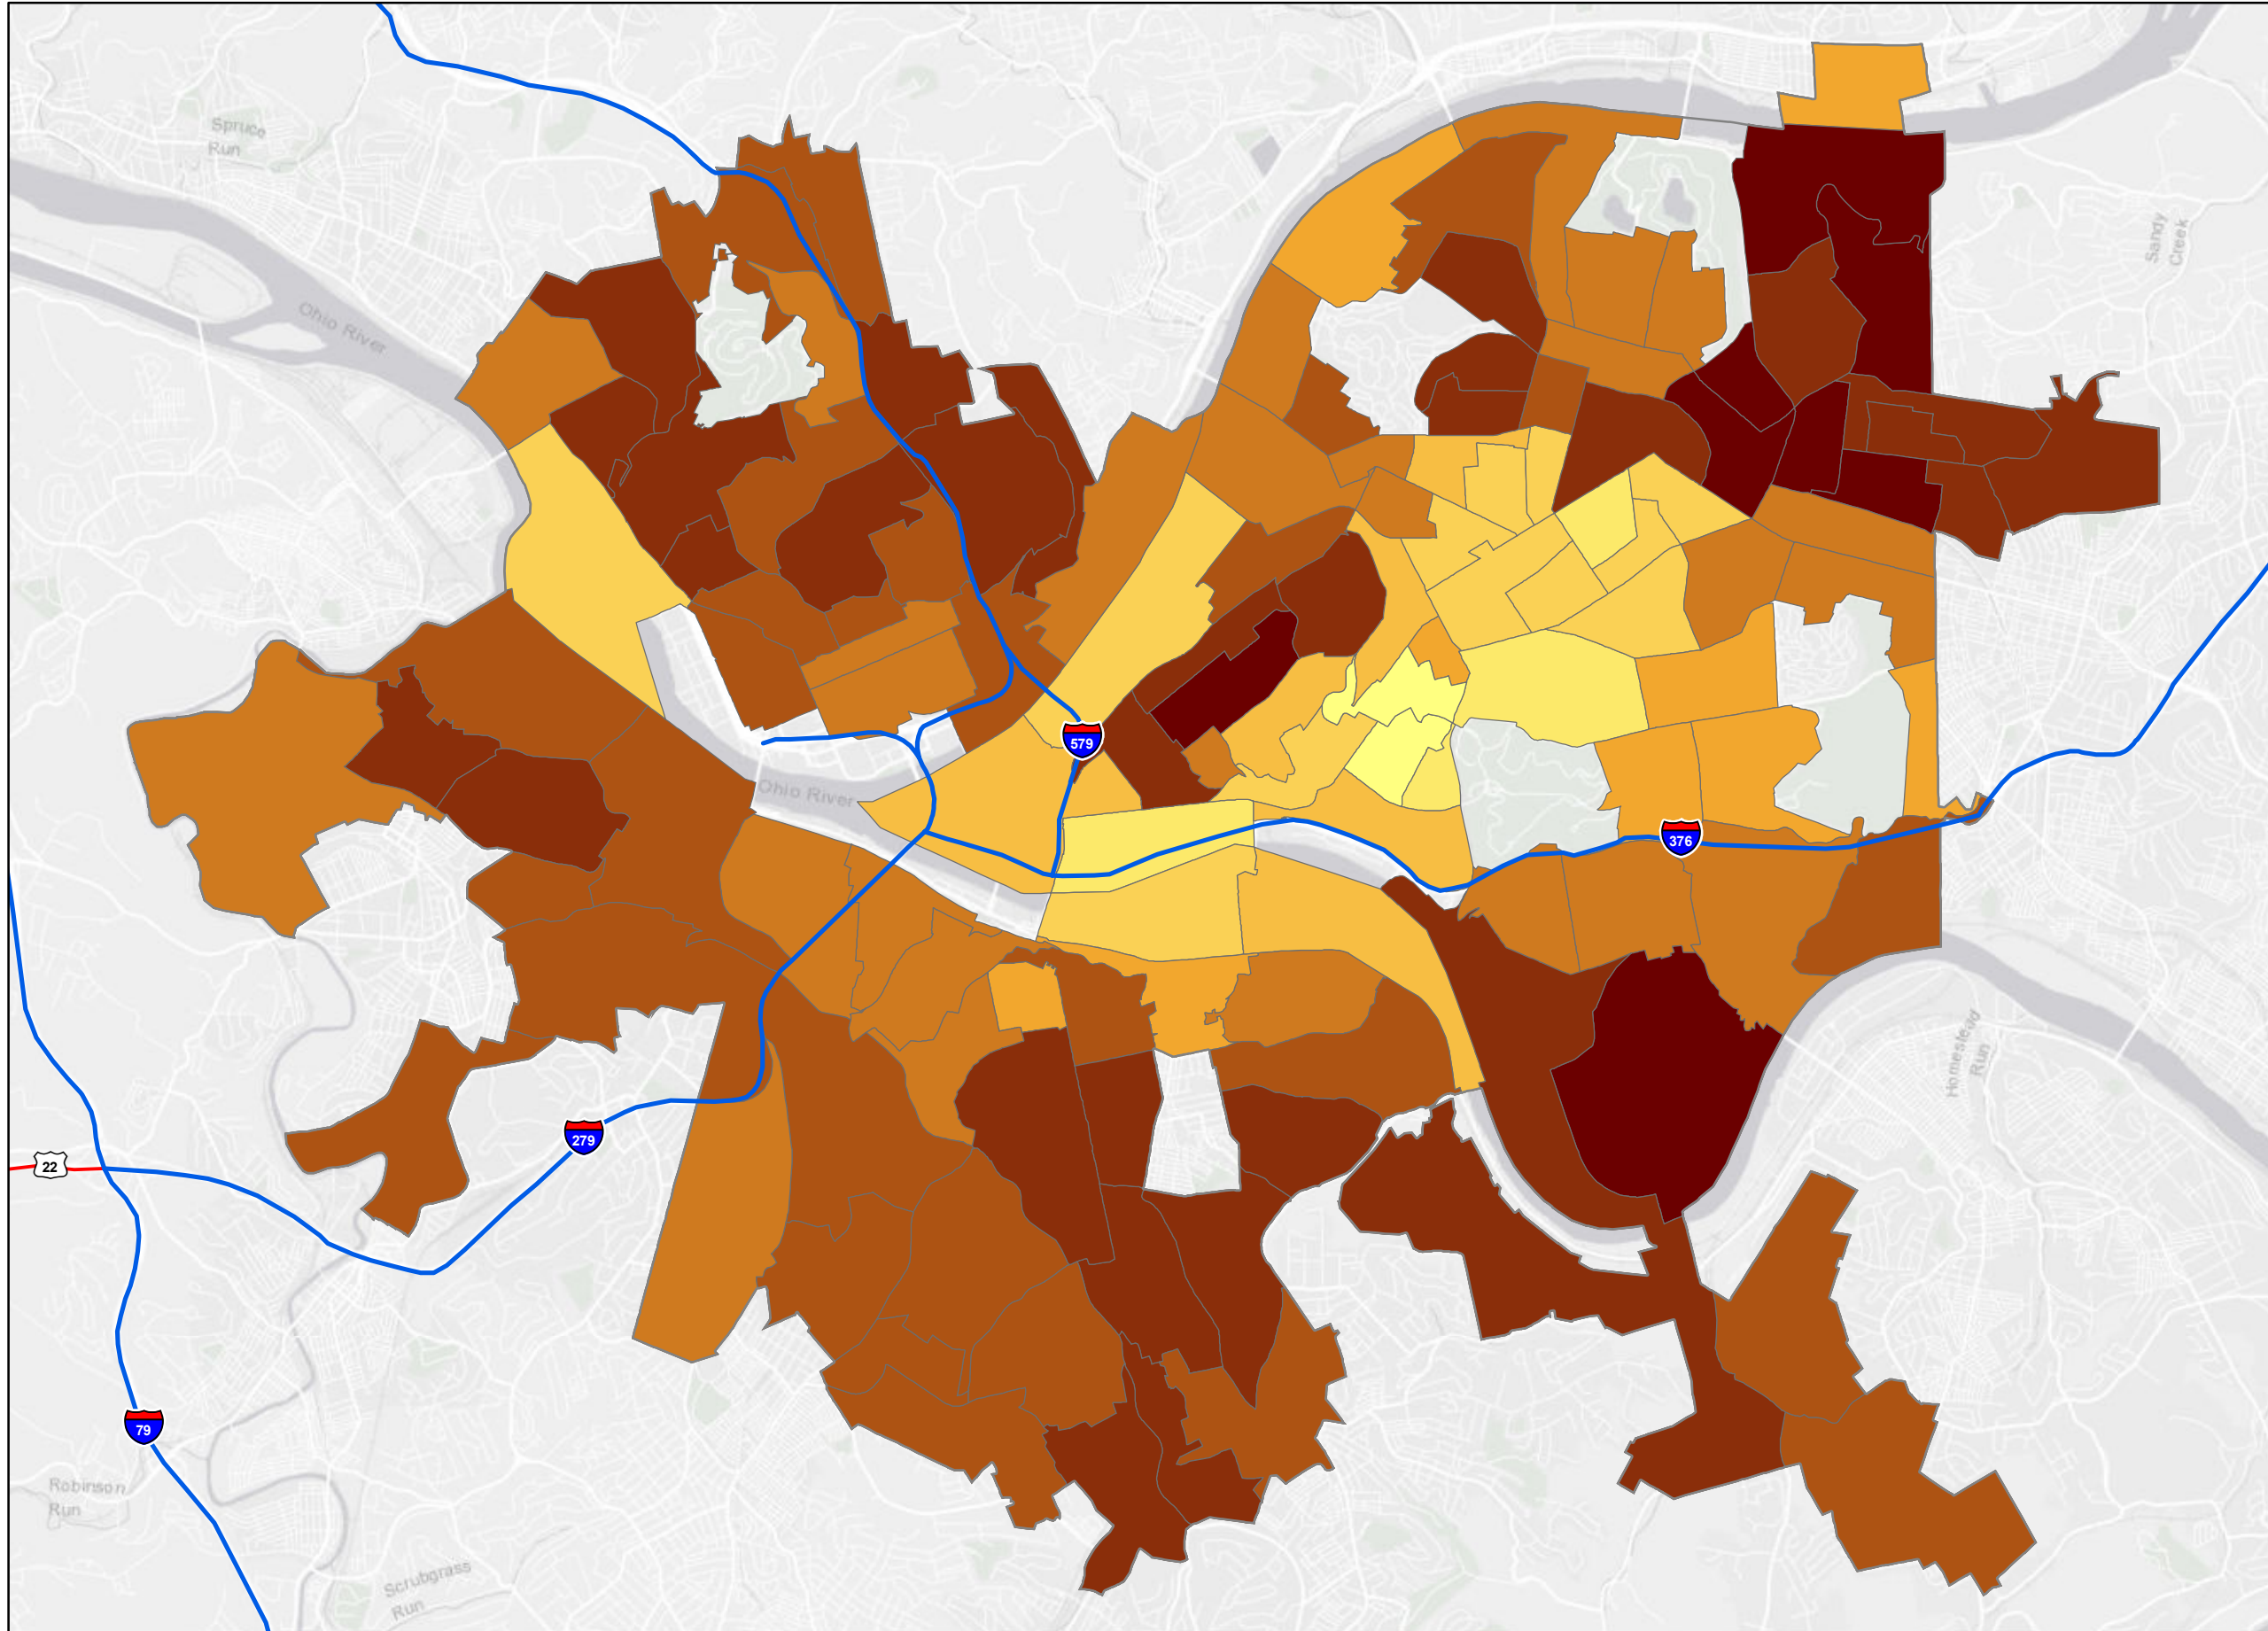 Spruce
Run
Ohio River
Sandy
Creek
579
Ohio River
376
Homestead
Run
279
22
79
Robinson
Run
Scrubgrass
Run